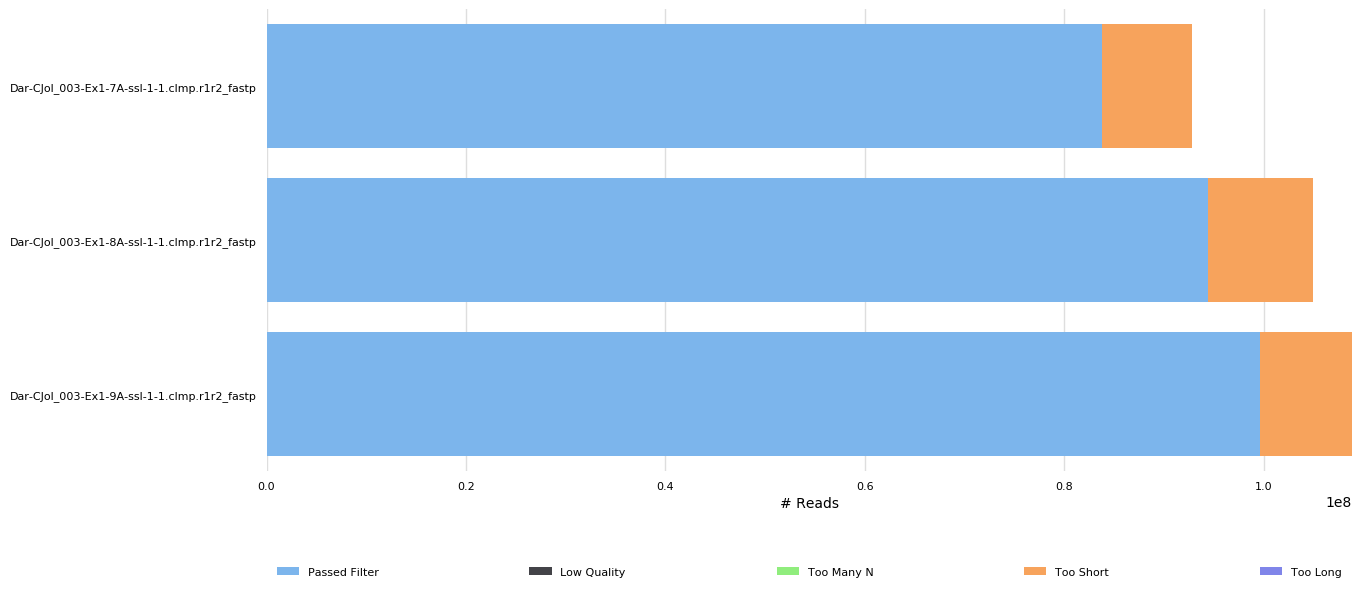 Dar-CJol_003-Ex1-7A-ssl-1-1.clmp.r1r2_fastp
Dar-CJol_003-Ex1-8A-ssl-1-1.clmp.r1r2_fastp
Dar-CJol_003-Ex1-9A-ssl-1-1.clmp.r1r2_fastp
0.0 0.2 0.4 0.6 0.8 1.0
# Reads 1e8
Passed Filter Low Quality Too Many N Too Short Too Long